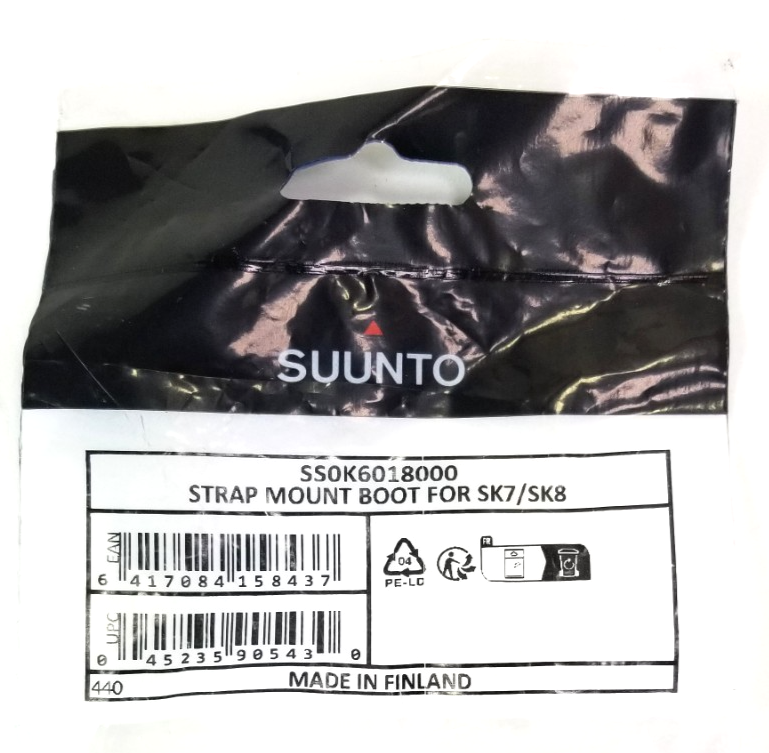 SUUNTO
SS0K6018000
STRAP MOUNT BOOT FOR SK7/SK8
EAN
6 417084 158437
UPC
0 45235 90543 0
04
PE-LD
FR
440
MADE IN FINLAND